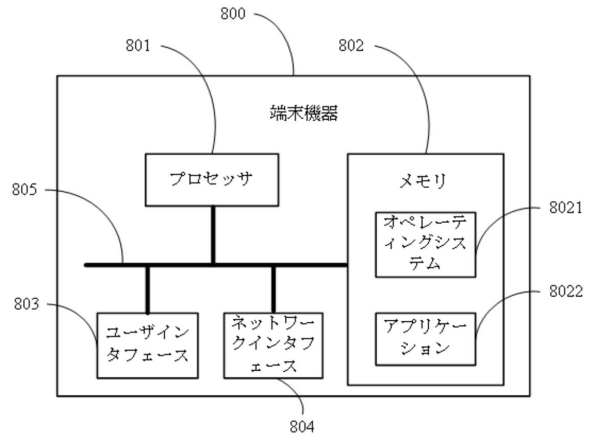 800
801
802
端末機器
プロセッサ
メモリ
805
オペレーティ
ィングシス
テム
8021
803
ユーザイン
タフェース
ネットワー
クインタフ
ェース
アプリケー
ション
8022
804